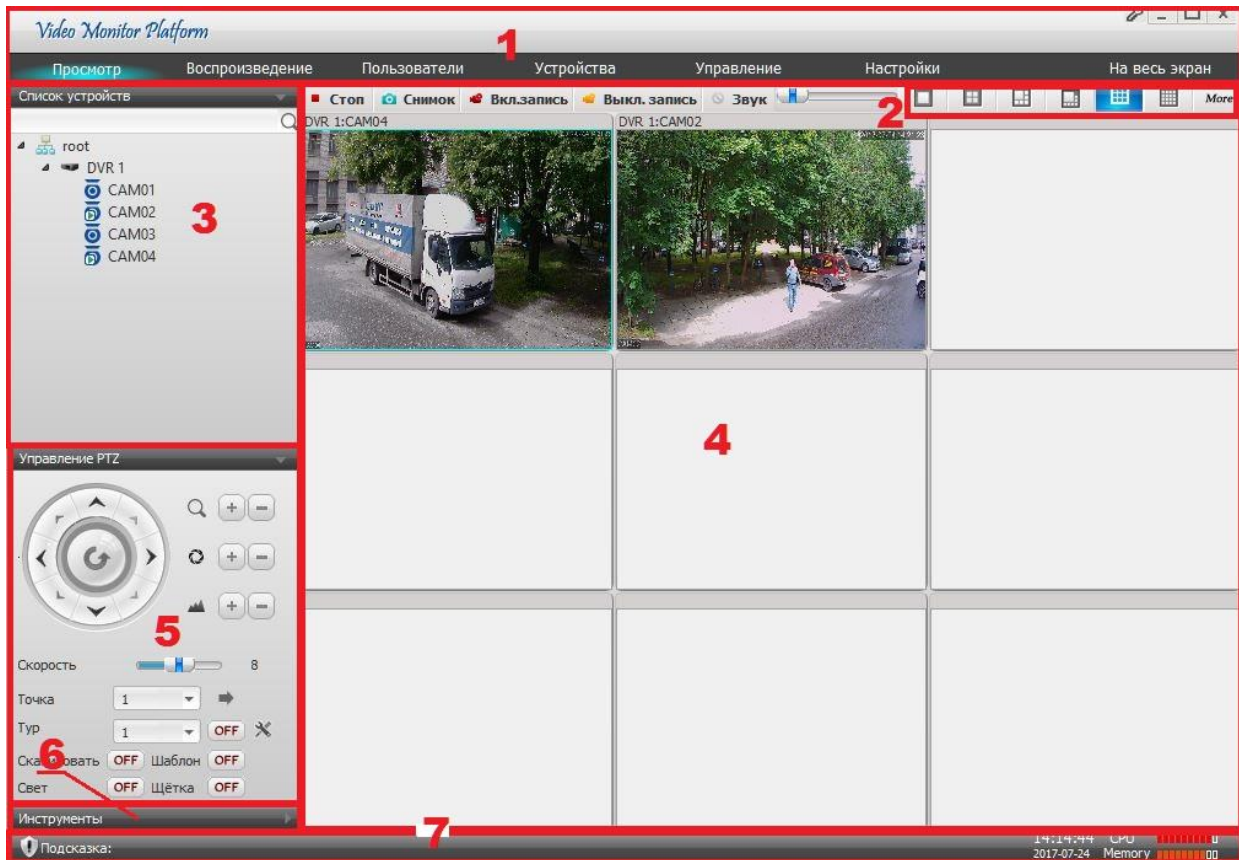 Video Monitor Platform
1
Просмотр Воспроизведение Пользователи Устройства Управление Настройки На весь экран
Список устройств
Стоп Снимок Вкл.запись Выкл. запись Звук 2 More
DVR 1:CAM04 DVR 1:CAM02
root
DVR 1
CAM01
CAM02
CAM03
CAM04
3
4
Управление PTZ
5
Скорость 8
Точка 1
Тур 1 OFF
6
Сканировать OFF Шаблон OFF
Свет OFF Щётка OFF
Инструменты
7
Подсказка:
14:14:44 CPU
2017-07-24 Memory